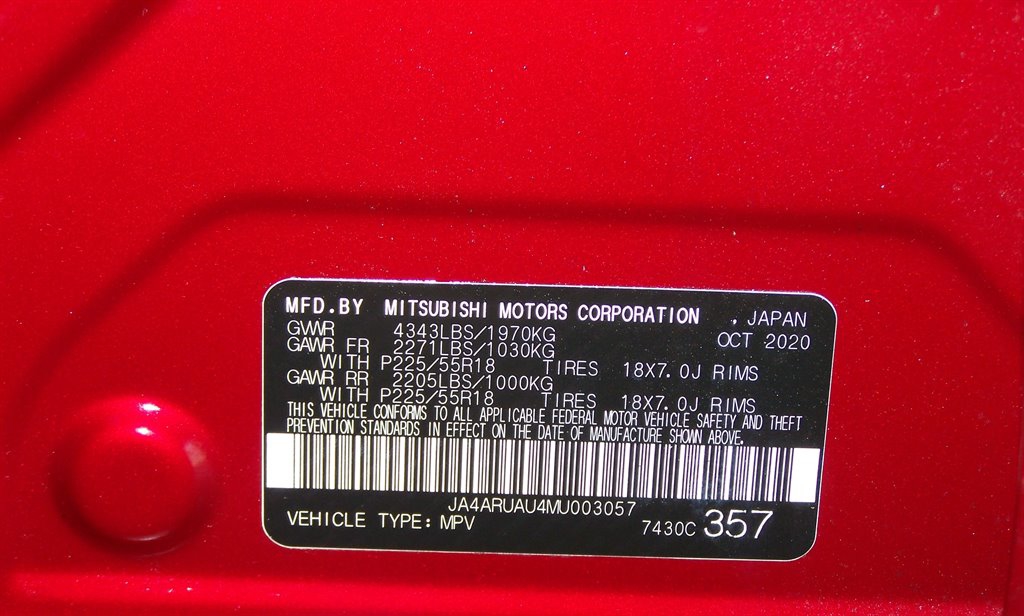 MFD.BY MITSUBISHI MOTORS CORPORATION , JAPAN
GVWR 4343LBS/1970KG OCT 2020
GAWR FR 2271LBS/1030KG
WITH P225/55R18 TIRES 18X7.0J RIMS
GAWR RR 2205LBS/1000KG
WITH P225/55R18 TIRES 18X7.0J RIMS
THIS VEHICLE CONFORMS TO ALL APPLICABLE FEDERAL MOTOR VEHICLE SAFETY AND THEFT
PREVENTION STANDARDS IN EFFECT ON THE DATE OF MANUFACTURE SHOWN ABOVE.
JA4ARUAU4MU003057
VEHICLE TYPE: MPV 7430C 357